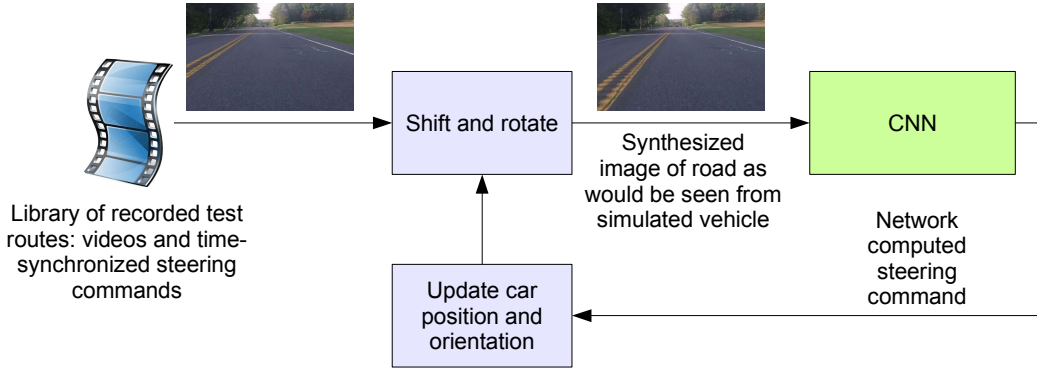 Shift and rotate
CNN
Synthesized
image of road as
would be seen from
simulated vehicle
Library of recorded test
routes: videos and time-
synchronized steering
commands
Network
computed
steering
command
Update car
position and
orientation